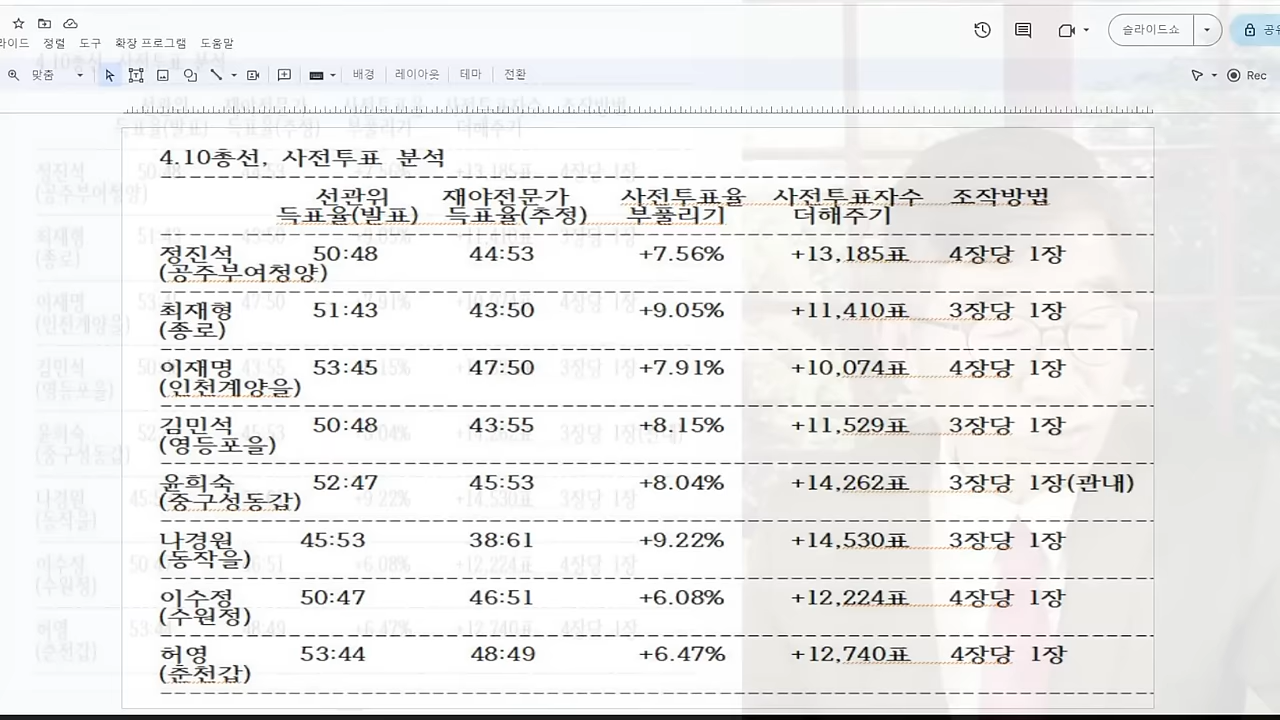 정렬 도구 확장 프로그램 도움말
슬라이드쇼
맞춤
배경 레이아웃 테마 전환
Rec
4.10총선, 사전투표 분석
선관위 재야전문가 사전투표율 사전투표자수 조작방법
득표율(발표) 득표율(추정) 부풀리기 더해주기
정진석 50:48 44:53 +7.56% +13,185표 4장당 1장
(공주부여청양)
최재형 51:43 43:50 +9.05% +11,410표 3장당 1장
(종로)
이재명 53:45 47:50 +7.91% +10,074표 4장당 1장
(인천계양을)
김민석 50:48 43:55 +8.15% +11,529표 3장당 1장
(영등포을)
윤희숙 52:47 45:53 +8.04% +14,262표 3장당 1장(관내)
(중구성동갑)
나경원 45:53 38:61 +9.22% +14,530표 3장당 1장
(동작을)
이수정 50:47 46:51 +6.08% +12,224표 4장당 1장
(수원정)
허영 53:44 48:49 +6.47% +12,740표 4장당 1장
(춘천갑)